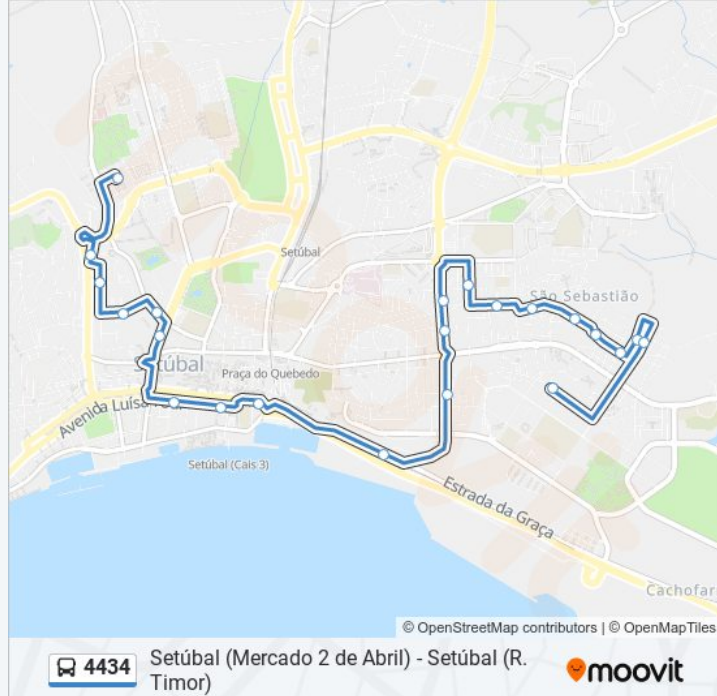 Setúbal
São Sebastião
Setúbal
Praça do Quebedo
Avenida Luísa
Setúbal (Cais 3)
Estrada da Graça
Cachofar
© OpenStreetMap contributors | © OpenMapTiles
4434
Setúbal (Mercado 2 de Abril) - Setúbal (R.
Timor)
moovit